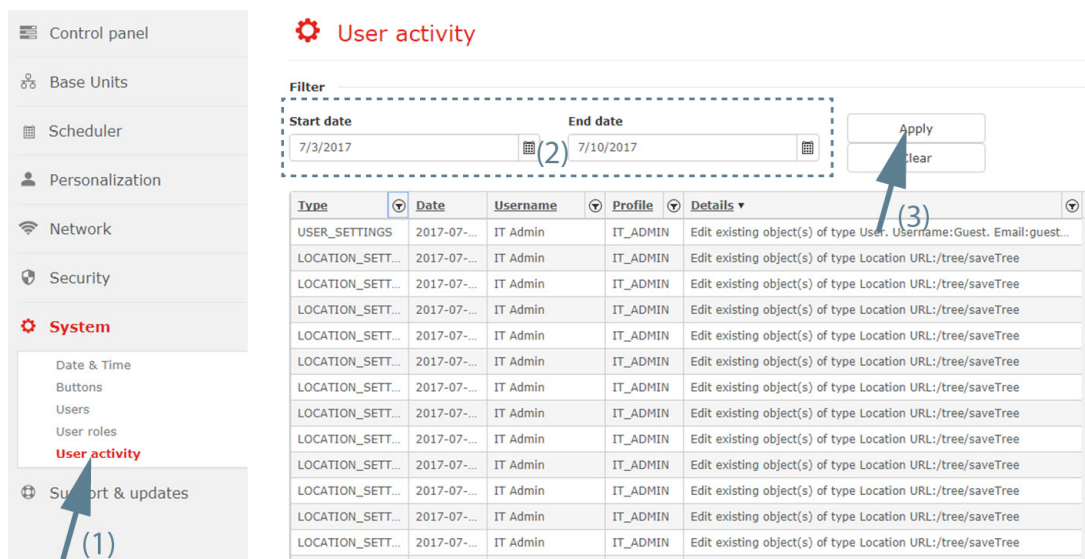 Control panel
Base Units
Scheduler
Personalization
Network
Security
System
Date & Time
Buttons
Users
User roles
User activity
Support & updates
(1)
User activity
Filter
Start date End date
7/3/2017 (2) 7/10/2017
Apply
Clear
(3)
Type Date Username Profile Details
USER_SETTINGS 2017-07-... IT Admin IT_ADMIN Edit existing object(s) of type User. Username:Guest. Email:guest...
LOCATION_SETT... 2017-07-... IT Admin IT_ADMIN Edit existing object(s) of type Location URL:/tree/saveTree
LOCATION_SETT... 2017-07-... IT Admin IT_ADMIN Edit existing object(s) of type Location URL:/tree/saveTree
LOCATION_SETT... 2017-07-... IT Admin IT_ADMIN Edit existing object(s) of type Location URL:/tree/saveTree
LOCATION_SETT... 2017-07-... IT Admin IT_ADMIN Edit existing object(s) of type Location URL:/tree/saveTree
LOCATION_SETT... 2017-07-... IT Admin IT_ADMIN Edit existing object(s) of type Location URL:/tree/saveTree
LOCATION_SETT... 2017-07-... IT Admin IT_ADMIN Edit existing object(s) of type Location URL:/tree/saveTree
LOCATION_SETT... 2017-07-... IT Admin IT_ADMIN Edit existing object(s) of type Location URL:/tree/saveTree
LOCATION_SETT... 2017-07-... IT Admin IT_ADMIN Edit existing object(s) of type Location URL:/tree/saveTree
LOCATION_SETT... 2017-07-... IT Admin IT_ADMIN Edit existing object(s) of type Location URL:/tree/saveTree
LOCATION_SETT... 2017-07-... IT Admin IT_ADMIN Edit existing object(s) of type Location URL:/tree/saveTree
LOCATION_SETT... 2017-07-... IT Admin IT_ADMIN Edit existing object(s) of type Location URL:/tree/saveTree
LOCATION_SETT... 2017-07-... IT Admin IT_ADMIN Edit existing object(s) of type Location URL:/tree/saveTree